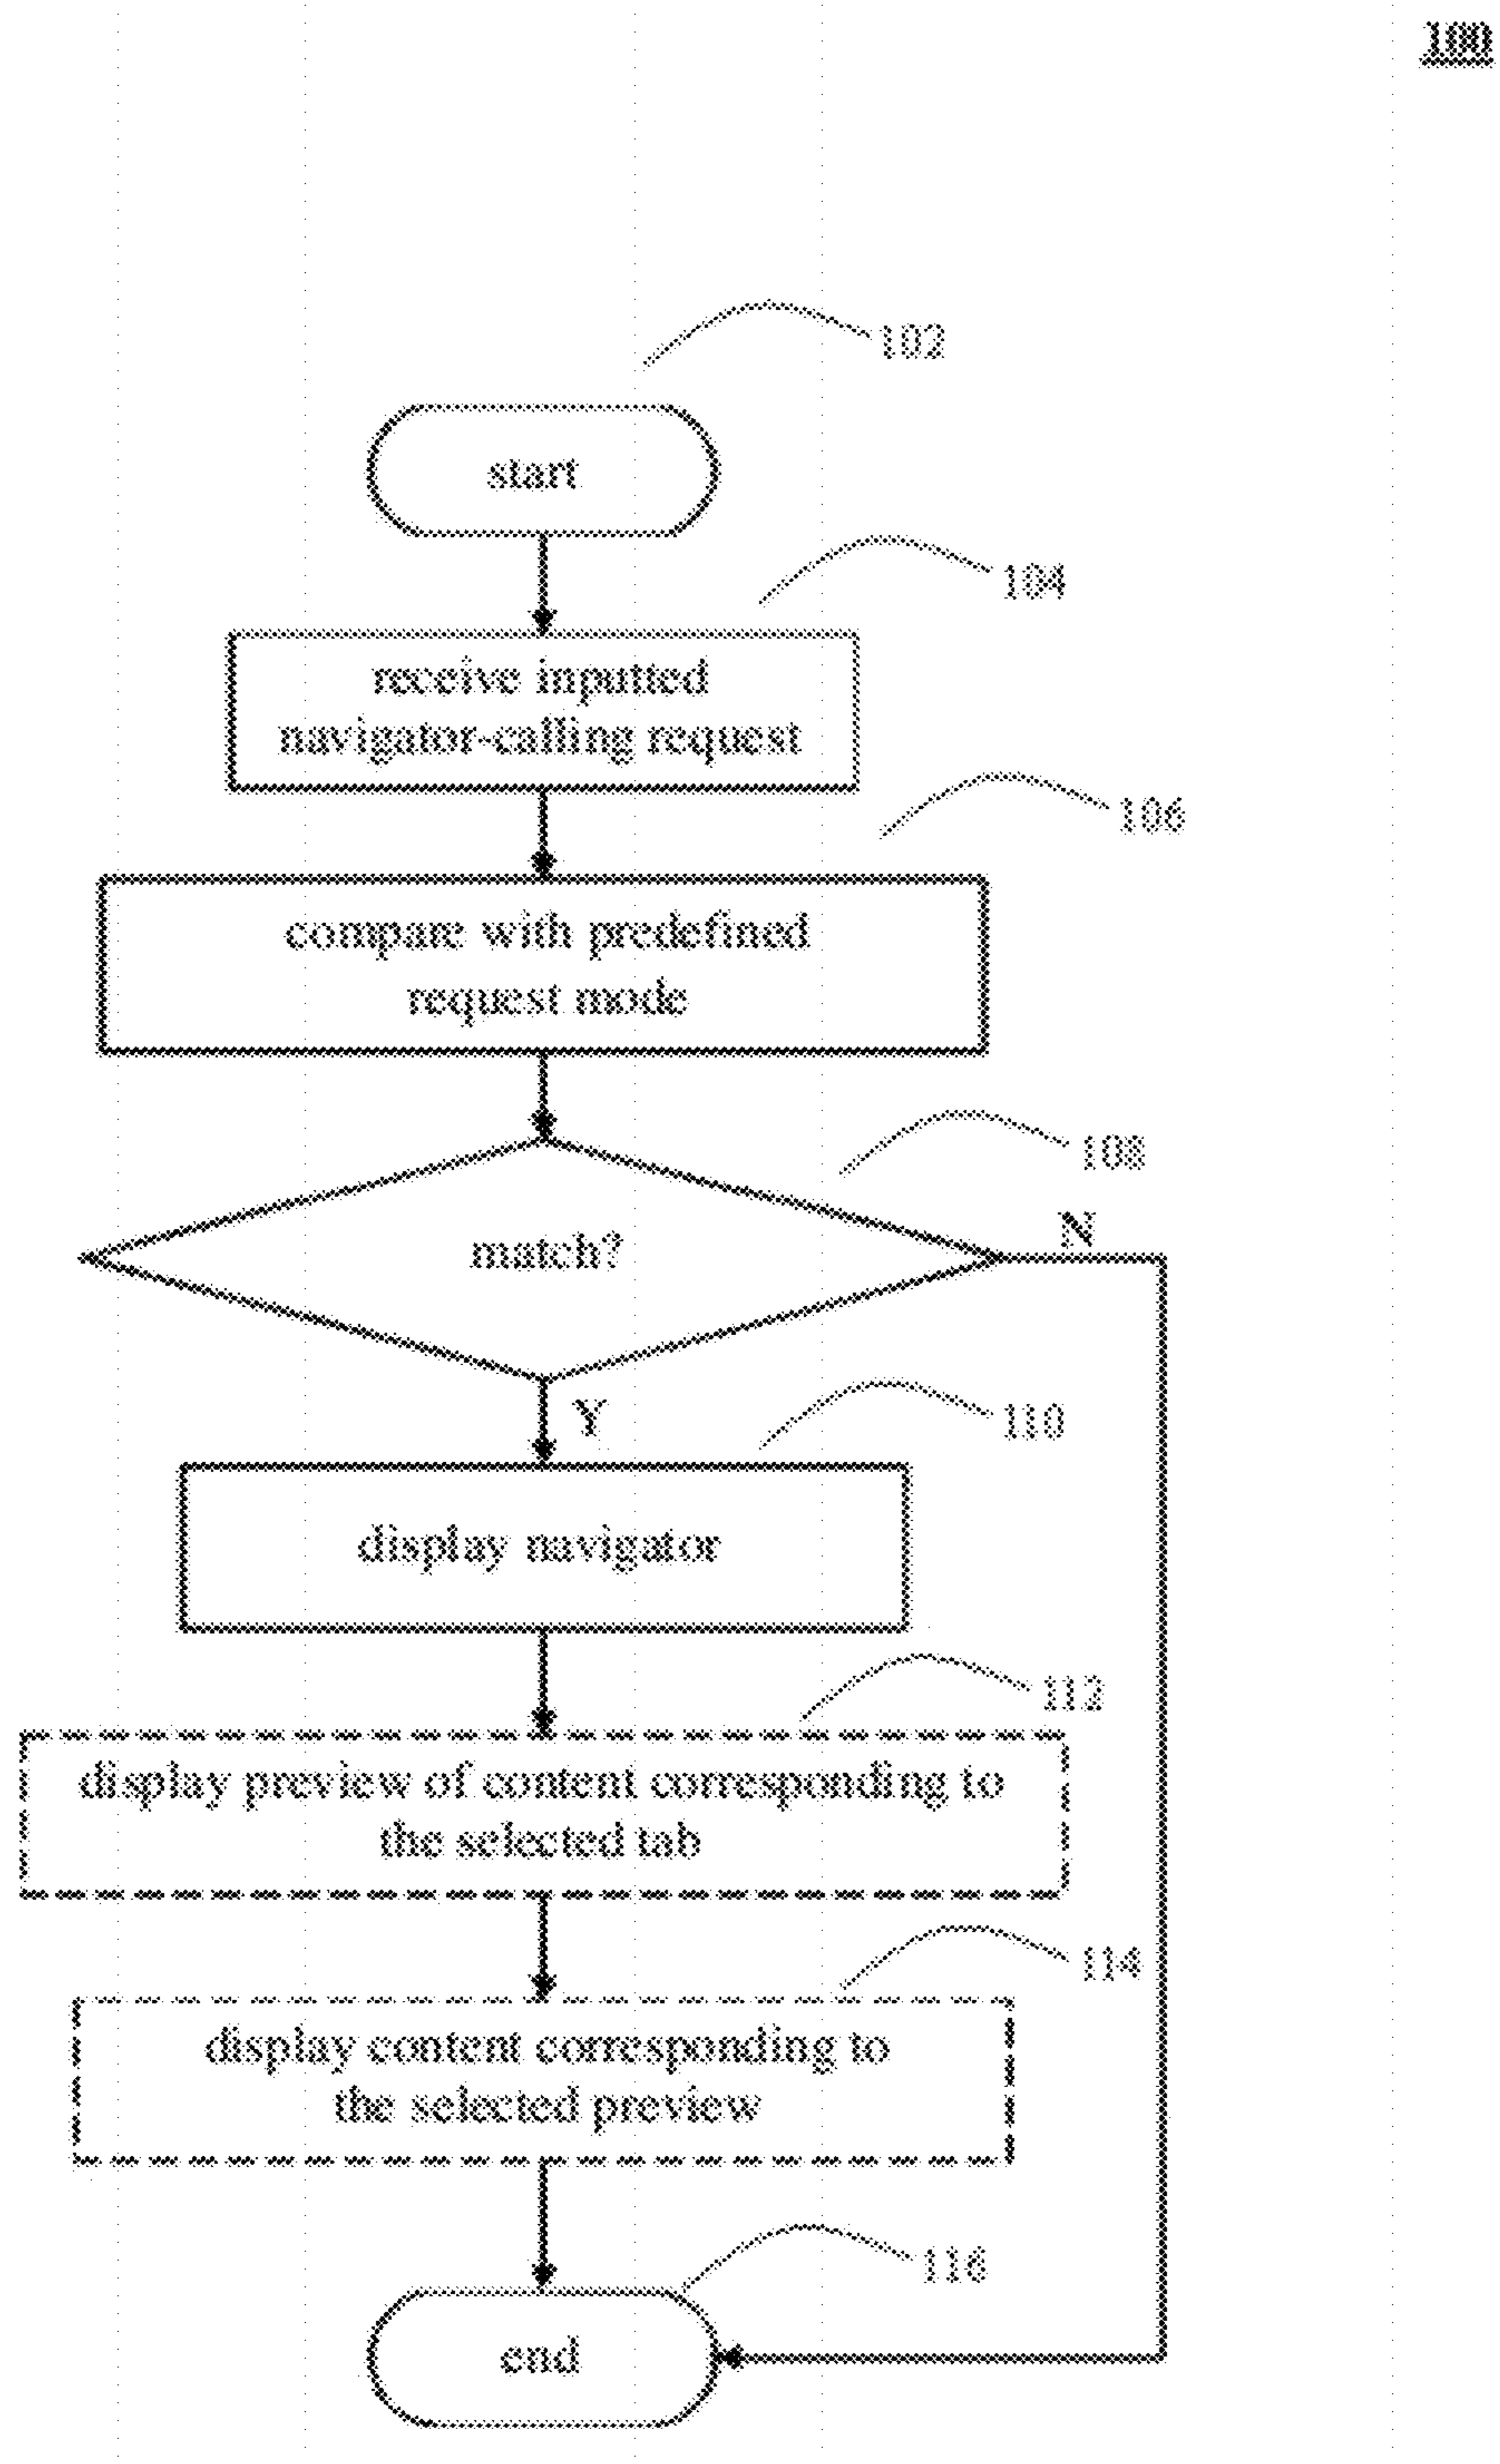 100
102
start
104
receive inputted
navigator-calling request
106
compare with predefined
request mode
108
match?
N
Y
110
display navigator
112
display preview of content corresponding to
the selected tab
114
display content corresponding to
the selected preview
116
end